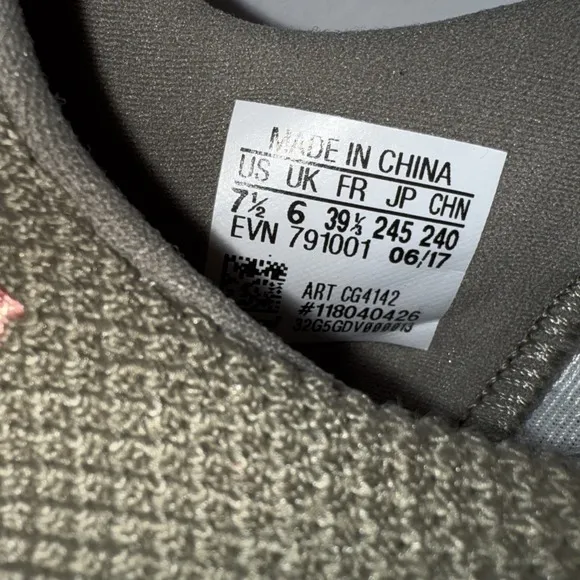 MADE IN CHINA
US UK FR JP CHN
7½ 6 39⅓ 245 240
EVN 791001 06/17
ART CG4142
#118040426